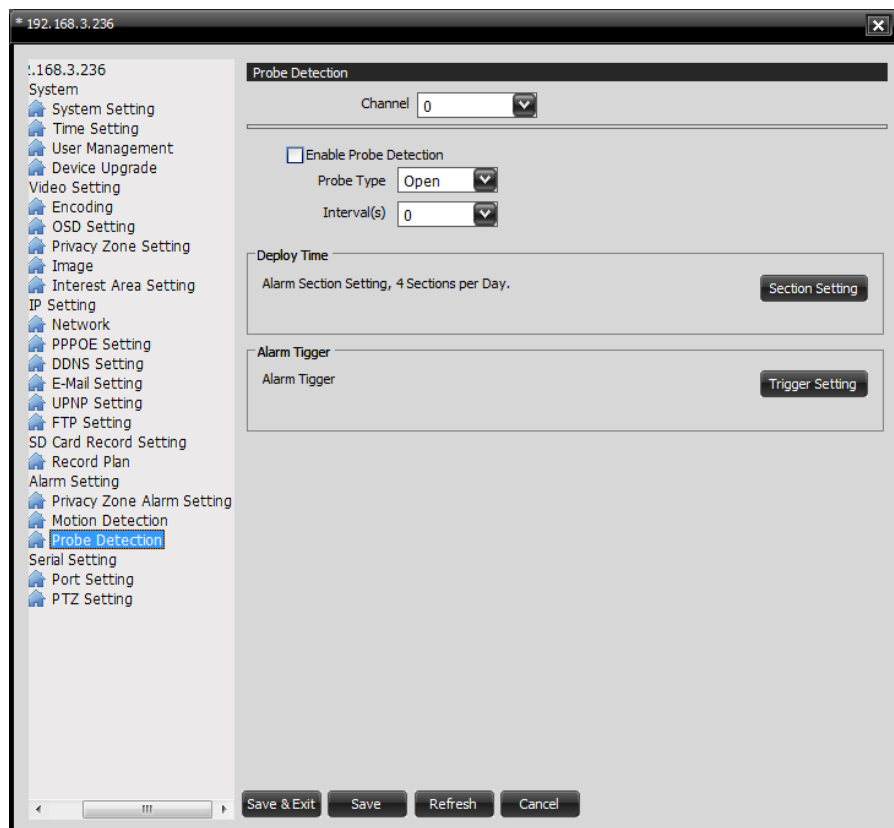 * 192.168.3.236
:.168.3.236
System
System Setting
Time Setting
User Management
Device Upgrade
Video Setting
Encoding
OSD Setting
Privacy Zone Setting
Image
Interest Area Setting
IP Setting
Network
PPPOE Setting
DDNS Setting
E-Mail Setting
UPNP Setting
FTP Setting
SD Card Record Setting
Record Plan
Alarm Setting
Privacy Zone Alarm Setting
Motion Detection
Probe Detection
Serial Setting
Port Setting
PTZ Setting
Probe Detection
Channel 0
Enable Probe Detection
Probe Type Open
Interval(s) 0
Deploy Time
Alarm Section Setting, 4 Sections per Day.
Section Setting
Alarm Tigger
Alarm Tigger
Trigger Setting
Save & Exit Save Refresh Cancel